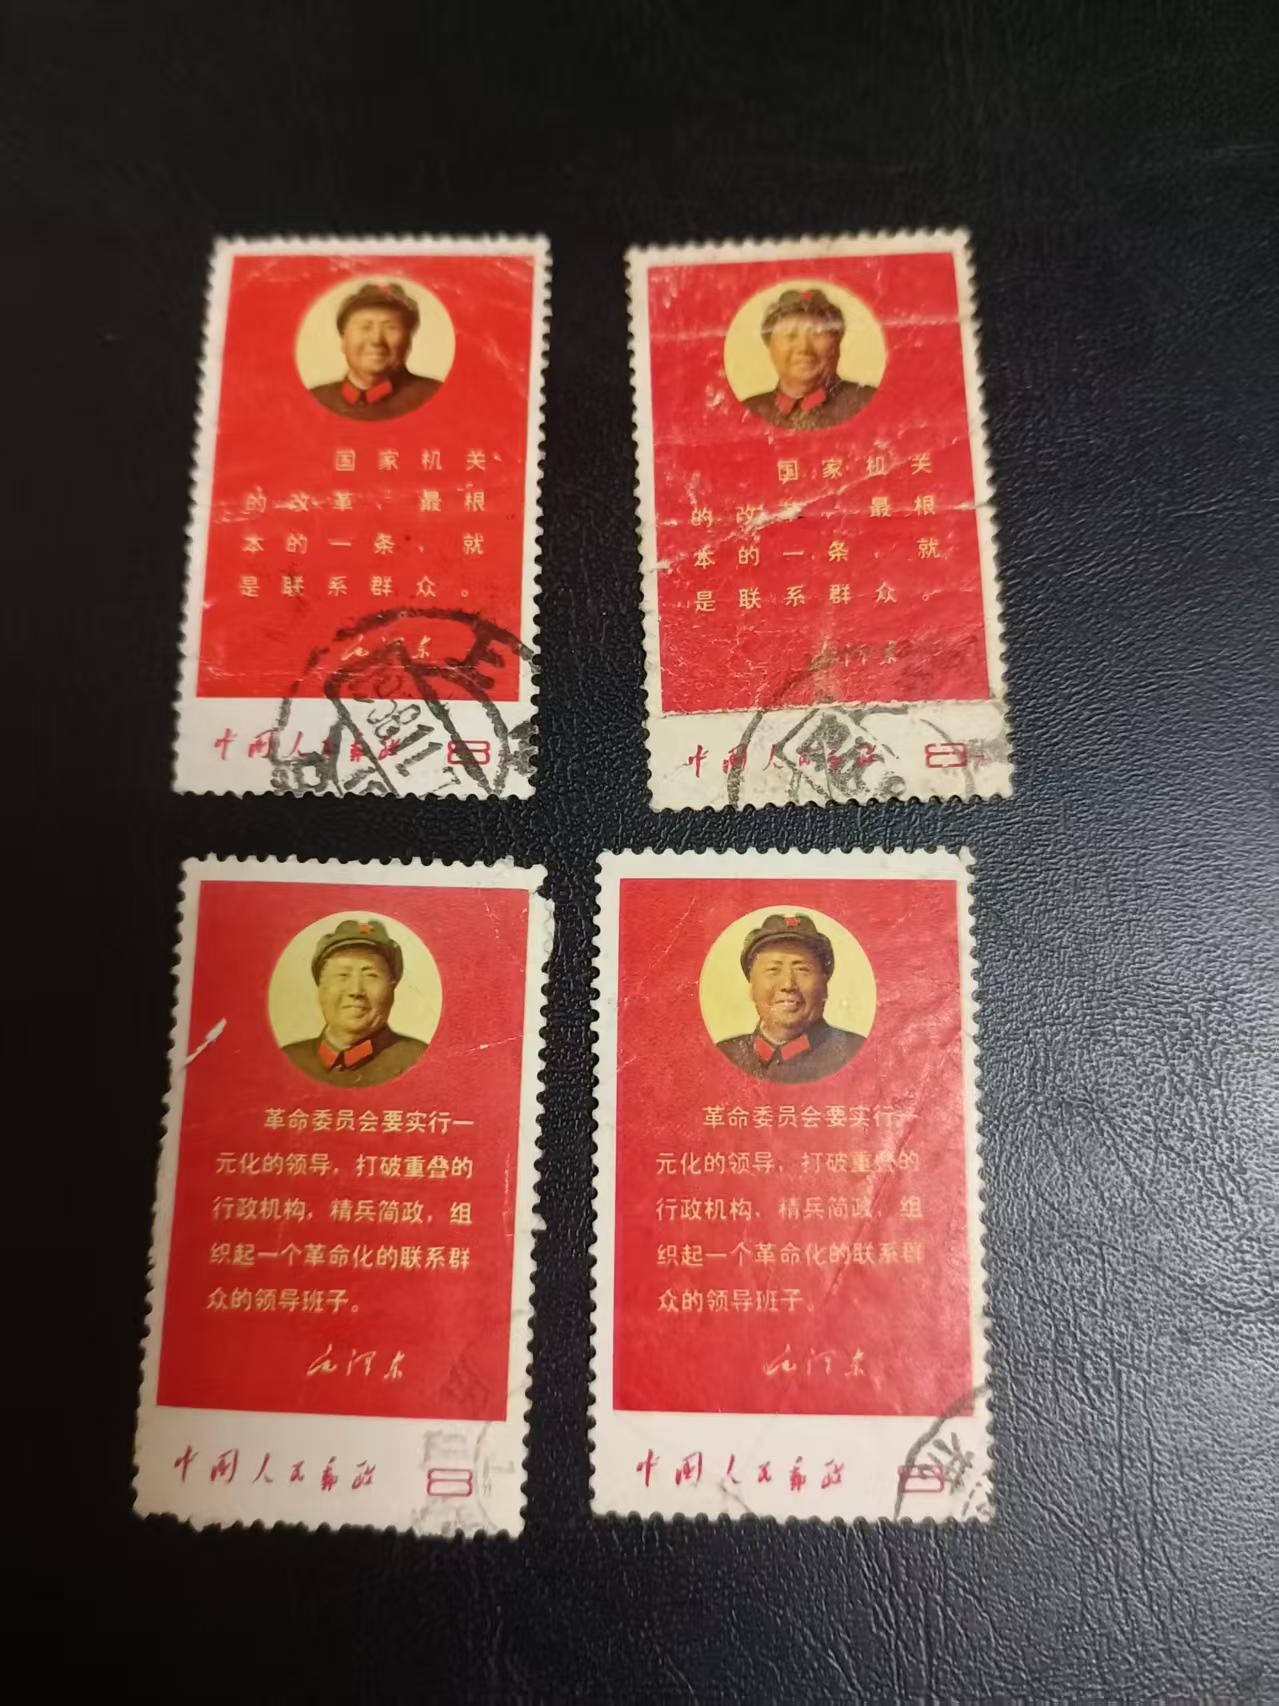 国家机关
的改革、最根
本的一条、就
是联系群众。
毛泽东
中国人民邮政 8
国家机关
的改革、最根
本的一条、就
是联系群众。
毛泽东
中国人民邮政 8
革命委员会要实行一
元化的领导，打破重叠的
行政机构，精兵简政，组
织起一个革命化的联系群
众的领导班子。
毛泽东
中国人民邮政 8
革命委员会要实行一
元化的领导，打破重叠的
行政机构，精兵简政，组
织起一个革命化的联系群
众的领导班子。
毛泽东
中国人民邮政 8